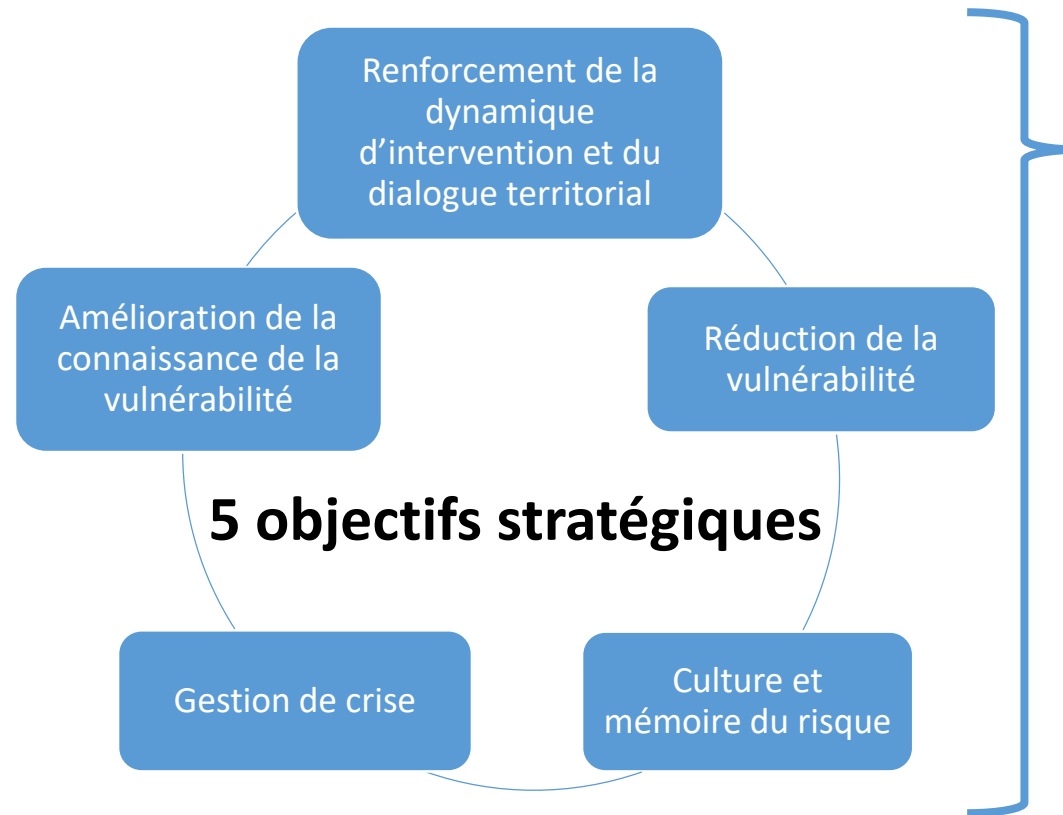 Renforcement de la
dynamique
d’intervention et du
dialogue territorial
Amélioration de la
connaissance de la
vulnérabilité
Réduction de la
vulnérabilité
5 objectifs stratégiques
Gestion de crise
Culture et
mémoire du risque